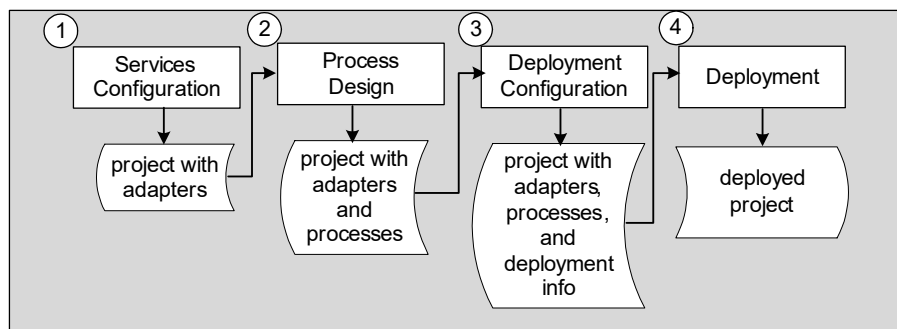 1
Services
Configuration
project with
adapters
2
Process
Design
project with
adapters
and
processes
3
Deployment
Configuration
project with
adapters,
processes,
and
deployment
info
4
Deployment
deployed
project